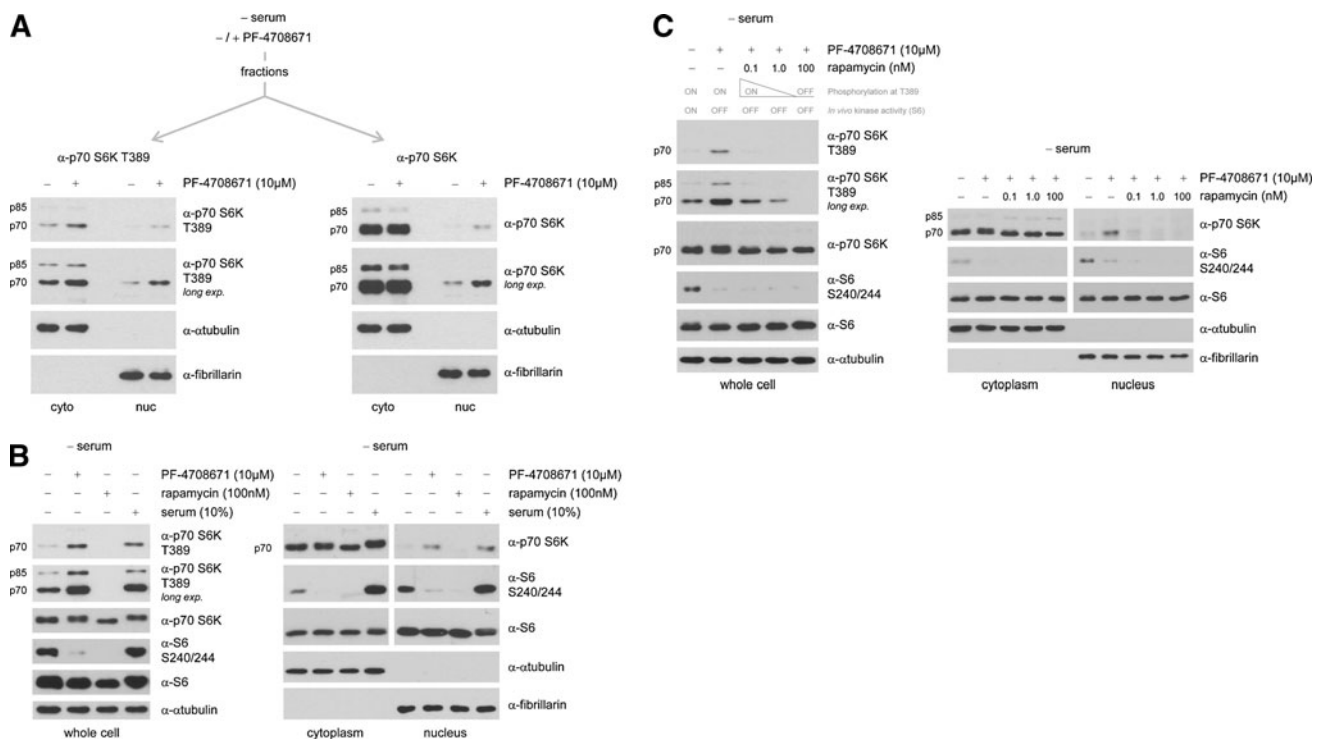 A
– serum
– / + PF-4708671
fractions
α-p70 S6K T389
– + – + PF-4708671 (10μM)
p85
p70
α-p70 S6K
T389
p85
p70
α-p70 S6K
T389
long exp.
α-αtubulin
α-fibrillarin
cyto nuc
α-p70 S6K
– + – + PF-4708671 (10μM)
p85
p70
α-p70 S6K
p85
p70
α-p70 S6K
long exp.
α-αtubulin
α-fibrillarin
cyto nuc
B
– serum
– + – – PF-4708671 (10μM)
– – + – rapamycin (100nM)
– – – + serum (10%)
p70
α-p70 S6K
T389
p85
p70
α-p70 S6K
T389
long exp.
α-p70 S6K
α-S6
S240/244
α-S6
α-αtubulin
whole cell
– serum
– + – – – + – – PF-4708671 (10μM)
– – + – – – + – rapamycin (100nM)
– – – + – – – + serum (10%)
p70
α-p70 S6K
α-S6
S240/244
α-S6
α-αtubulin
α-fibrillarin
cytoplasm nucleus
C
– serum
– + + + + PF-4708671 (10μM)
– – 0.1 1.0 100 rapamycin (nM)
ON ON ON OFF Phosphorylation at T389
ON OFF OFF OFF OFF In vivo kinase activity (S6)
p70
α-p70 S6K
T389
p85
p70
α-p70 S6K
T389
long exp.
p70
α-p70 S6K
α-S6
S240/244
α-S6
α-αtubulin
whole cell
– serum
– + + + + – + + + + PF-4708671 (10μM)
– – 0.1 1.0 100 – – 0.1 1.0 100 rapamycin (nM)
p85
p70
α-p70 S6K
α-S6
S240/244
α-S6
α-αtubulin
α-fibrillarin
cytoplasm nucleus